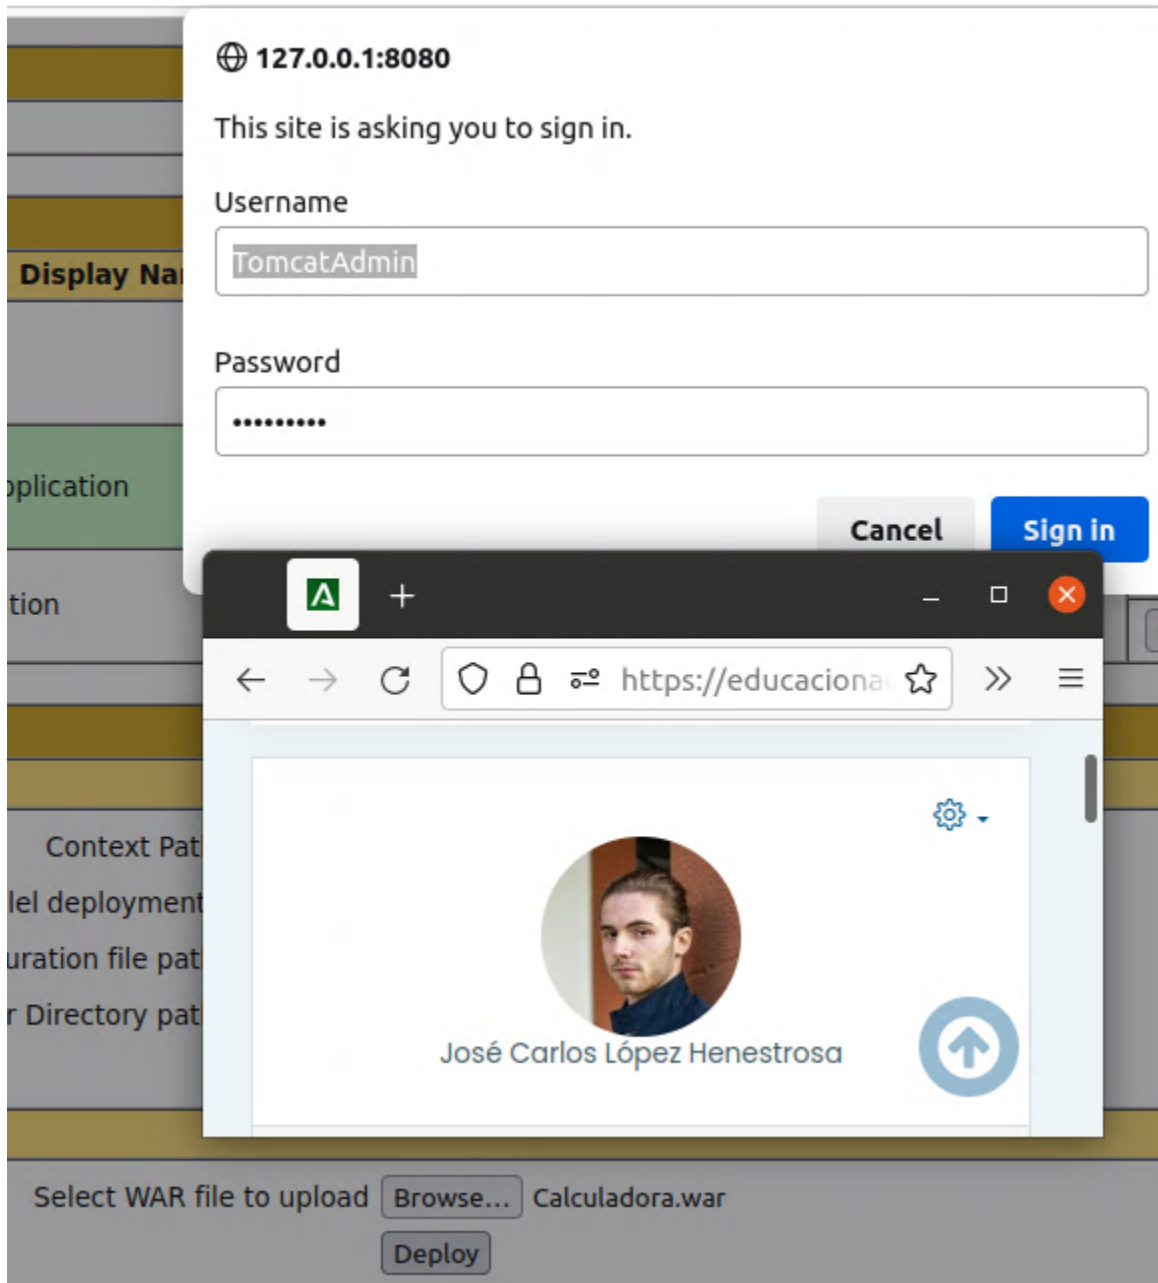 127.0.0.1:8080
This site is asking you to sign in.
Username
TomcatAdmin
Display Na
Password
•••••••••
pplication
Cancel Sign in
tion
https://educaciona
Context Pat
lel deployment
uration file pat
r Directory pat
José Carlos López Henestrosa
Select WAR file to upload Browse... Calculadora.war
Deploy